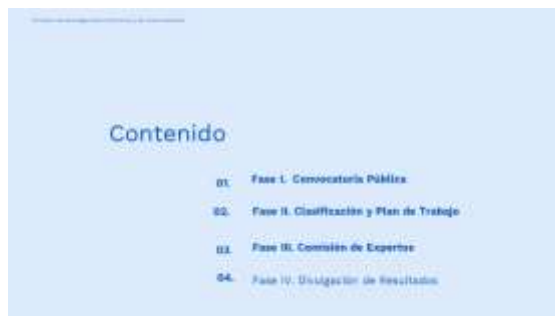 Contenido
01. Fase I. Convocatoria Pública
02. Fase II. Clasificación y Plan de Trabajo
03. Fase III. Comisión de Expertos
04. Fase IV. Divulgación de Resultados